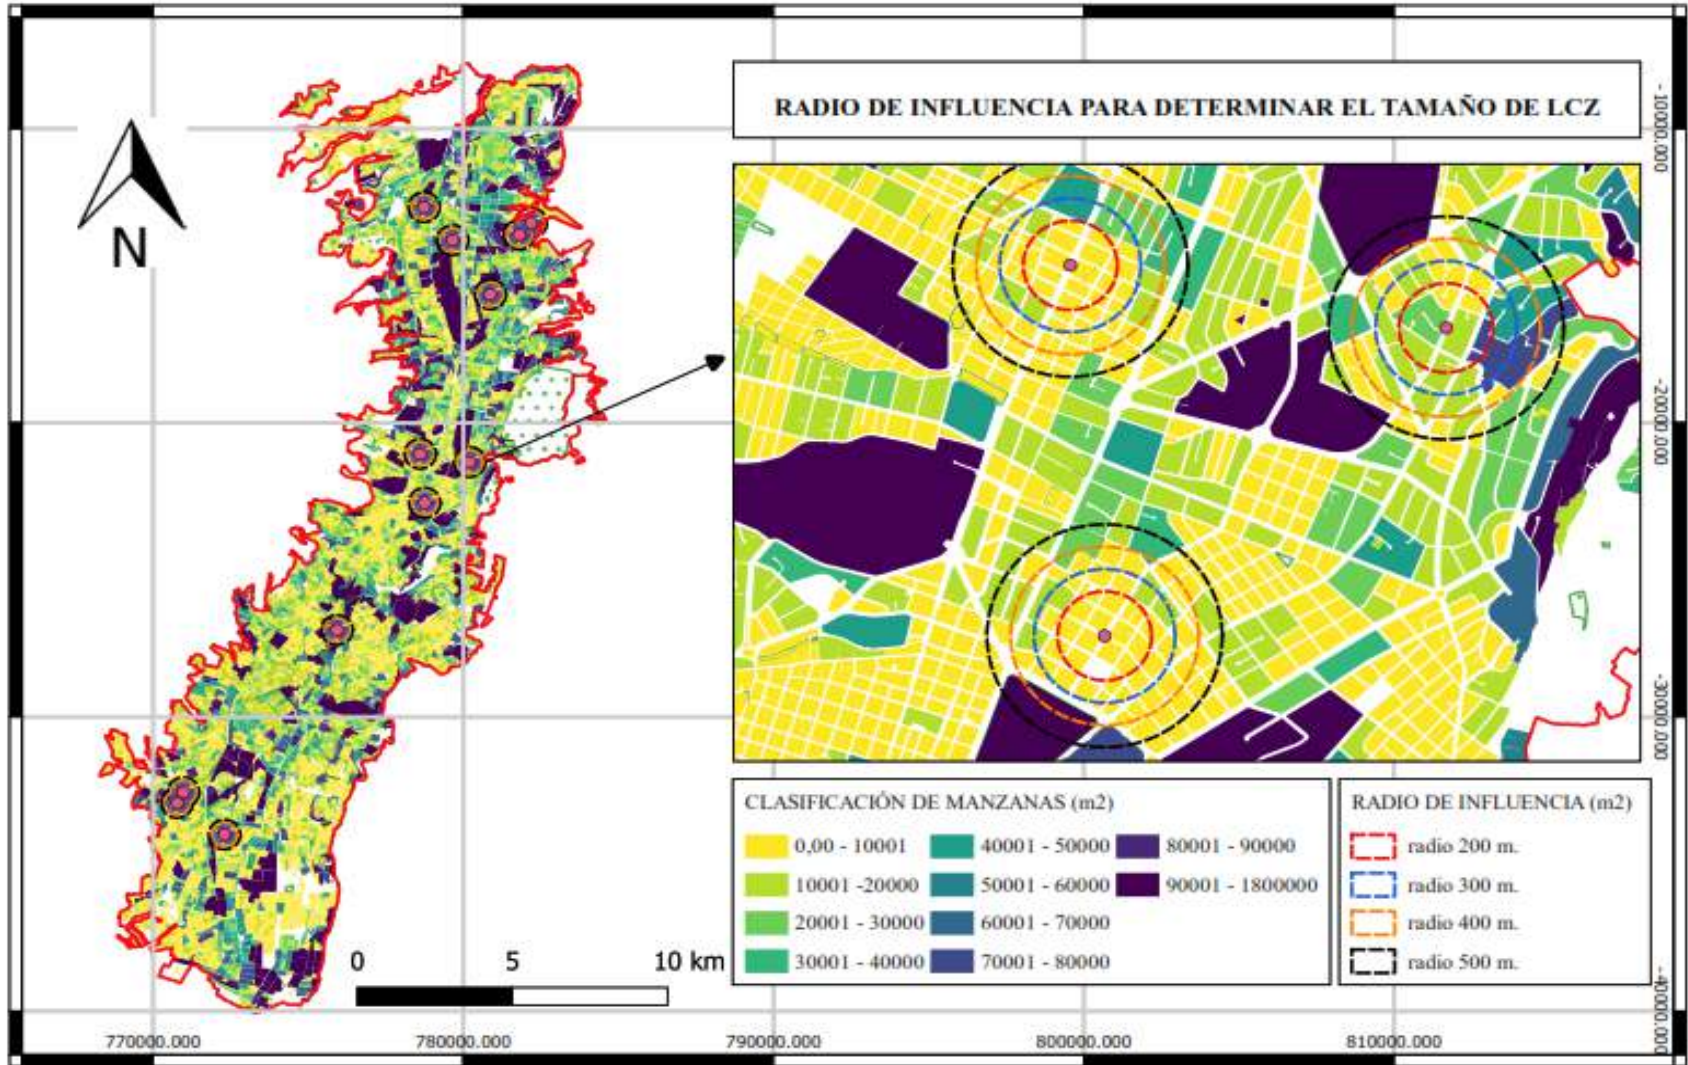 RADIO DE INFLUENCIA PARA DETERMINAR EL TAMAÑO DE LCZ
N
-10000.000
-20000.000
-30000.000
-40000.000
CLASIFICACIÓN DE MANZANAS (m2)
0,00 - 10001
10001 -20000
20001 - 30000
30001 - 40000
40001 - 50000
50001 - 60000
60001 - 70000
70001 - 80000
80001 - 90000
90001 - 1800000
RADIO DE INFLUENCIA (m2)
radio 200 m.
radio 300 m.
radio 400 m.
radio 500 m.
0 5 10 km
770000.000 780000.000 790000.000 800000.000 810000.000